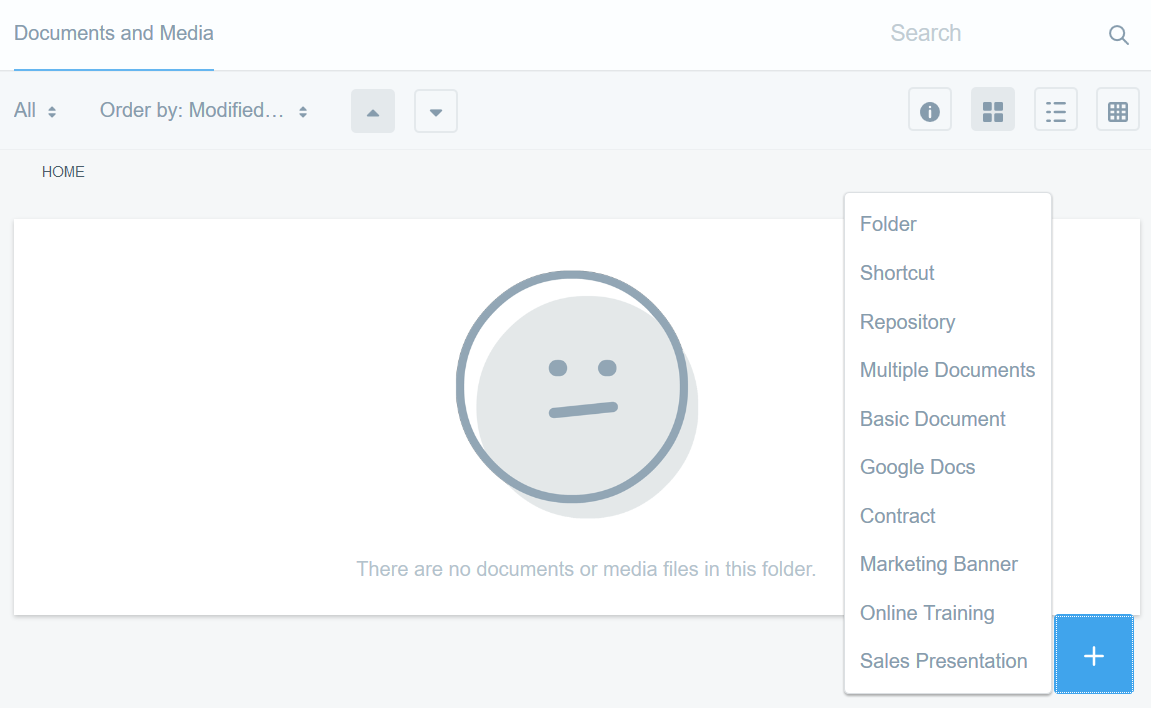 Documents and Media
Search
All
Order by: Modified...
HOME
Folder
Shortcut
Repository
Multiple Documents
Basic Document
Google Docs
Contract
Marketing Banner
Online Training
Sales Presentation
There are no documents or media files in this folder.